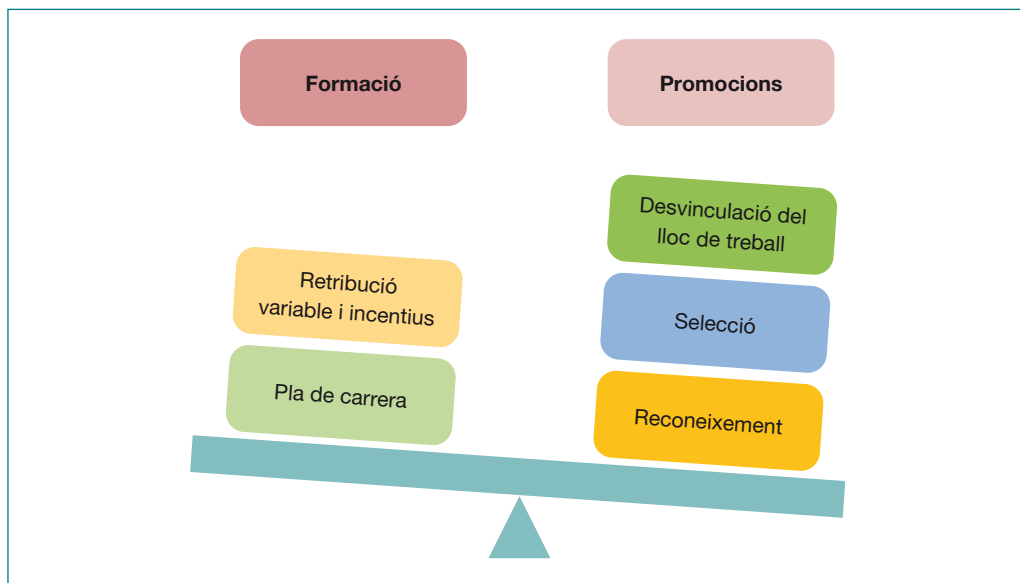 Formació
Promocions
Desvinculació del
lloc de treball
Retribució
variable i incentius
Selecció
Pla de carrera
Reconeixement